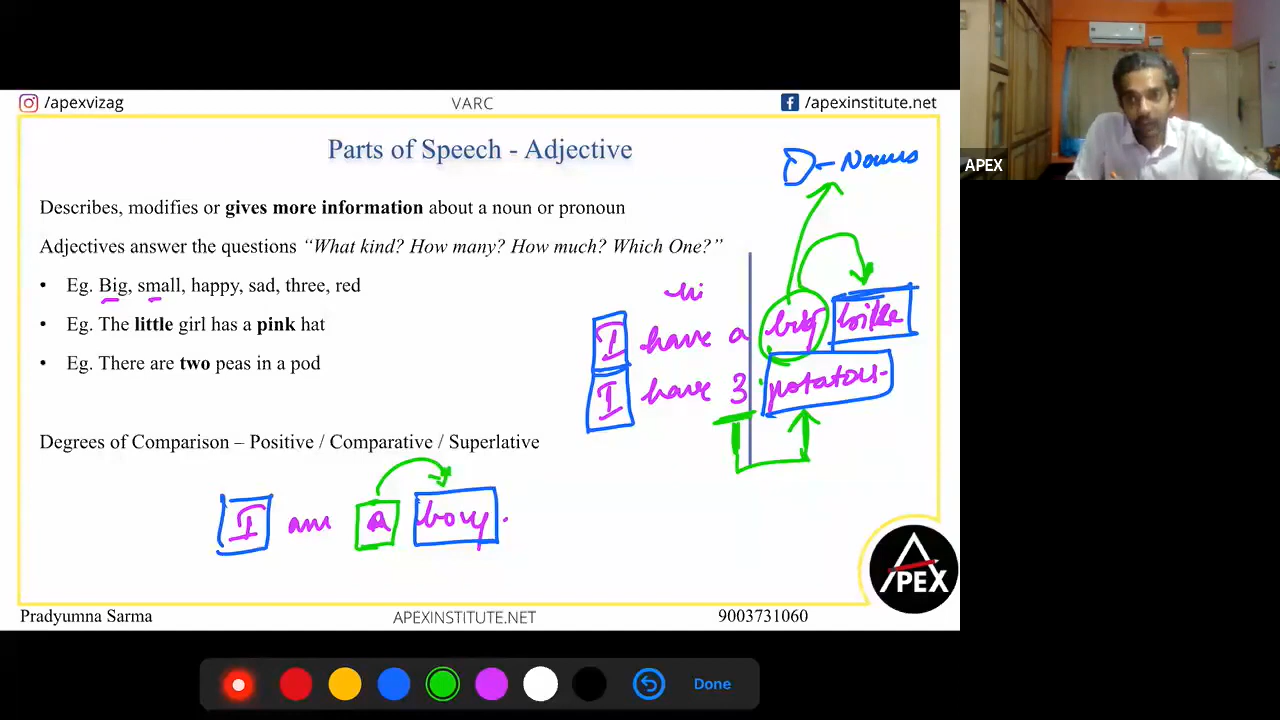 /apexvizag
VARC
/apexinstitute.net
APEX
Parts of Speech - Adjective
D-Nouns
Describes, modifies or gives more information about a noun or pronoun
Adjectives answer the questions "What kind? How many? How much? Which One?"
• Eg. Big, small, happy, sad, three, red
hi
• Eg. The little girl has a pink hat
I have a big bike
• Eg. There are two peas in a pod
I have 3 potatous
Degrees of Comparison – Positive / Comparative / Superlative
I am a boy.
APEX
Pradyumna Sarma
APEXINSTITUTE.NET
9003731060
Done